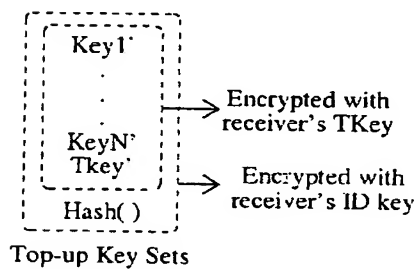 Key1'
.
.
.
KeyN'
Tkey'
Hash( )
Encrypted with
receiver's TKey
Encrypted with
receiver's ID key
Top-up Key Sets